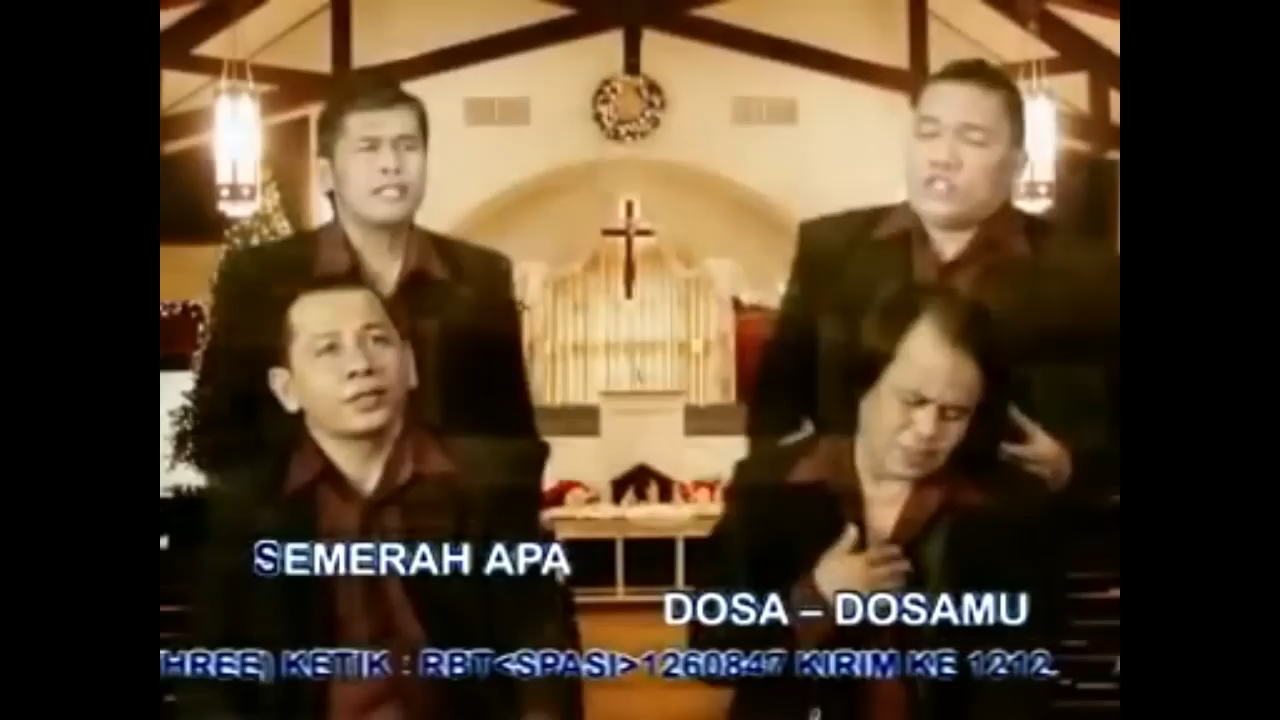 SEMERAH APA
DOSA – DOSAMU
HREE) KETIK : RBT<SPASI>1260847 KIRIM KE 1212